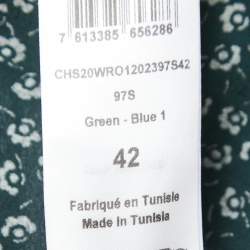 7 613385 656286
CHS20WRO1202397S42
97S
Green - Blue 1
42
Fabriqué en Tunisie
Made in Tunisia